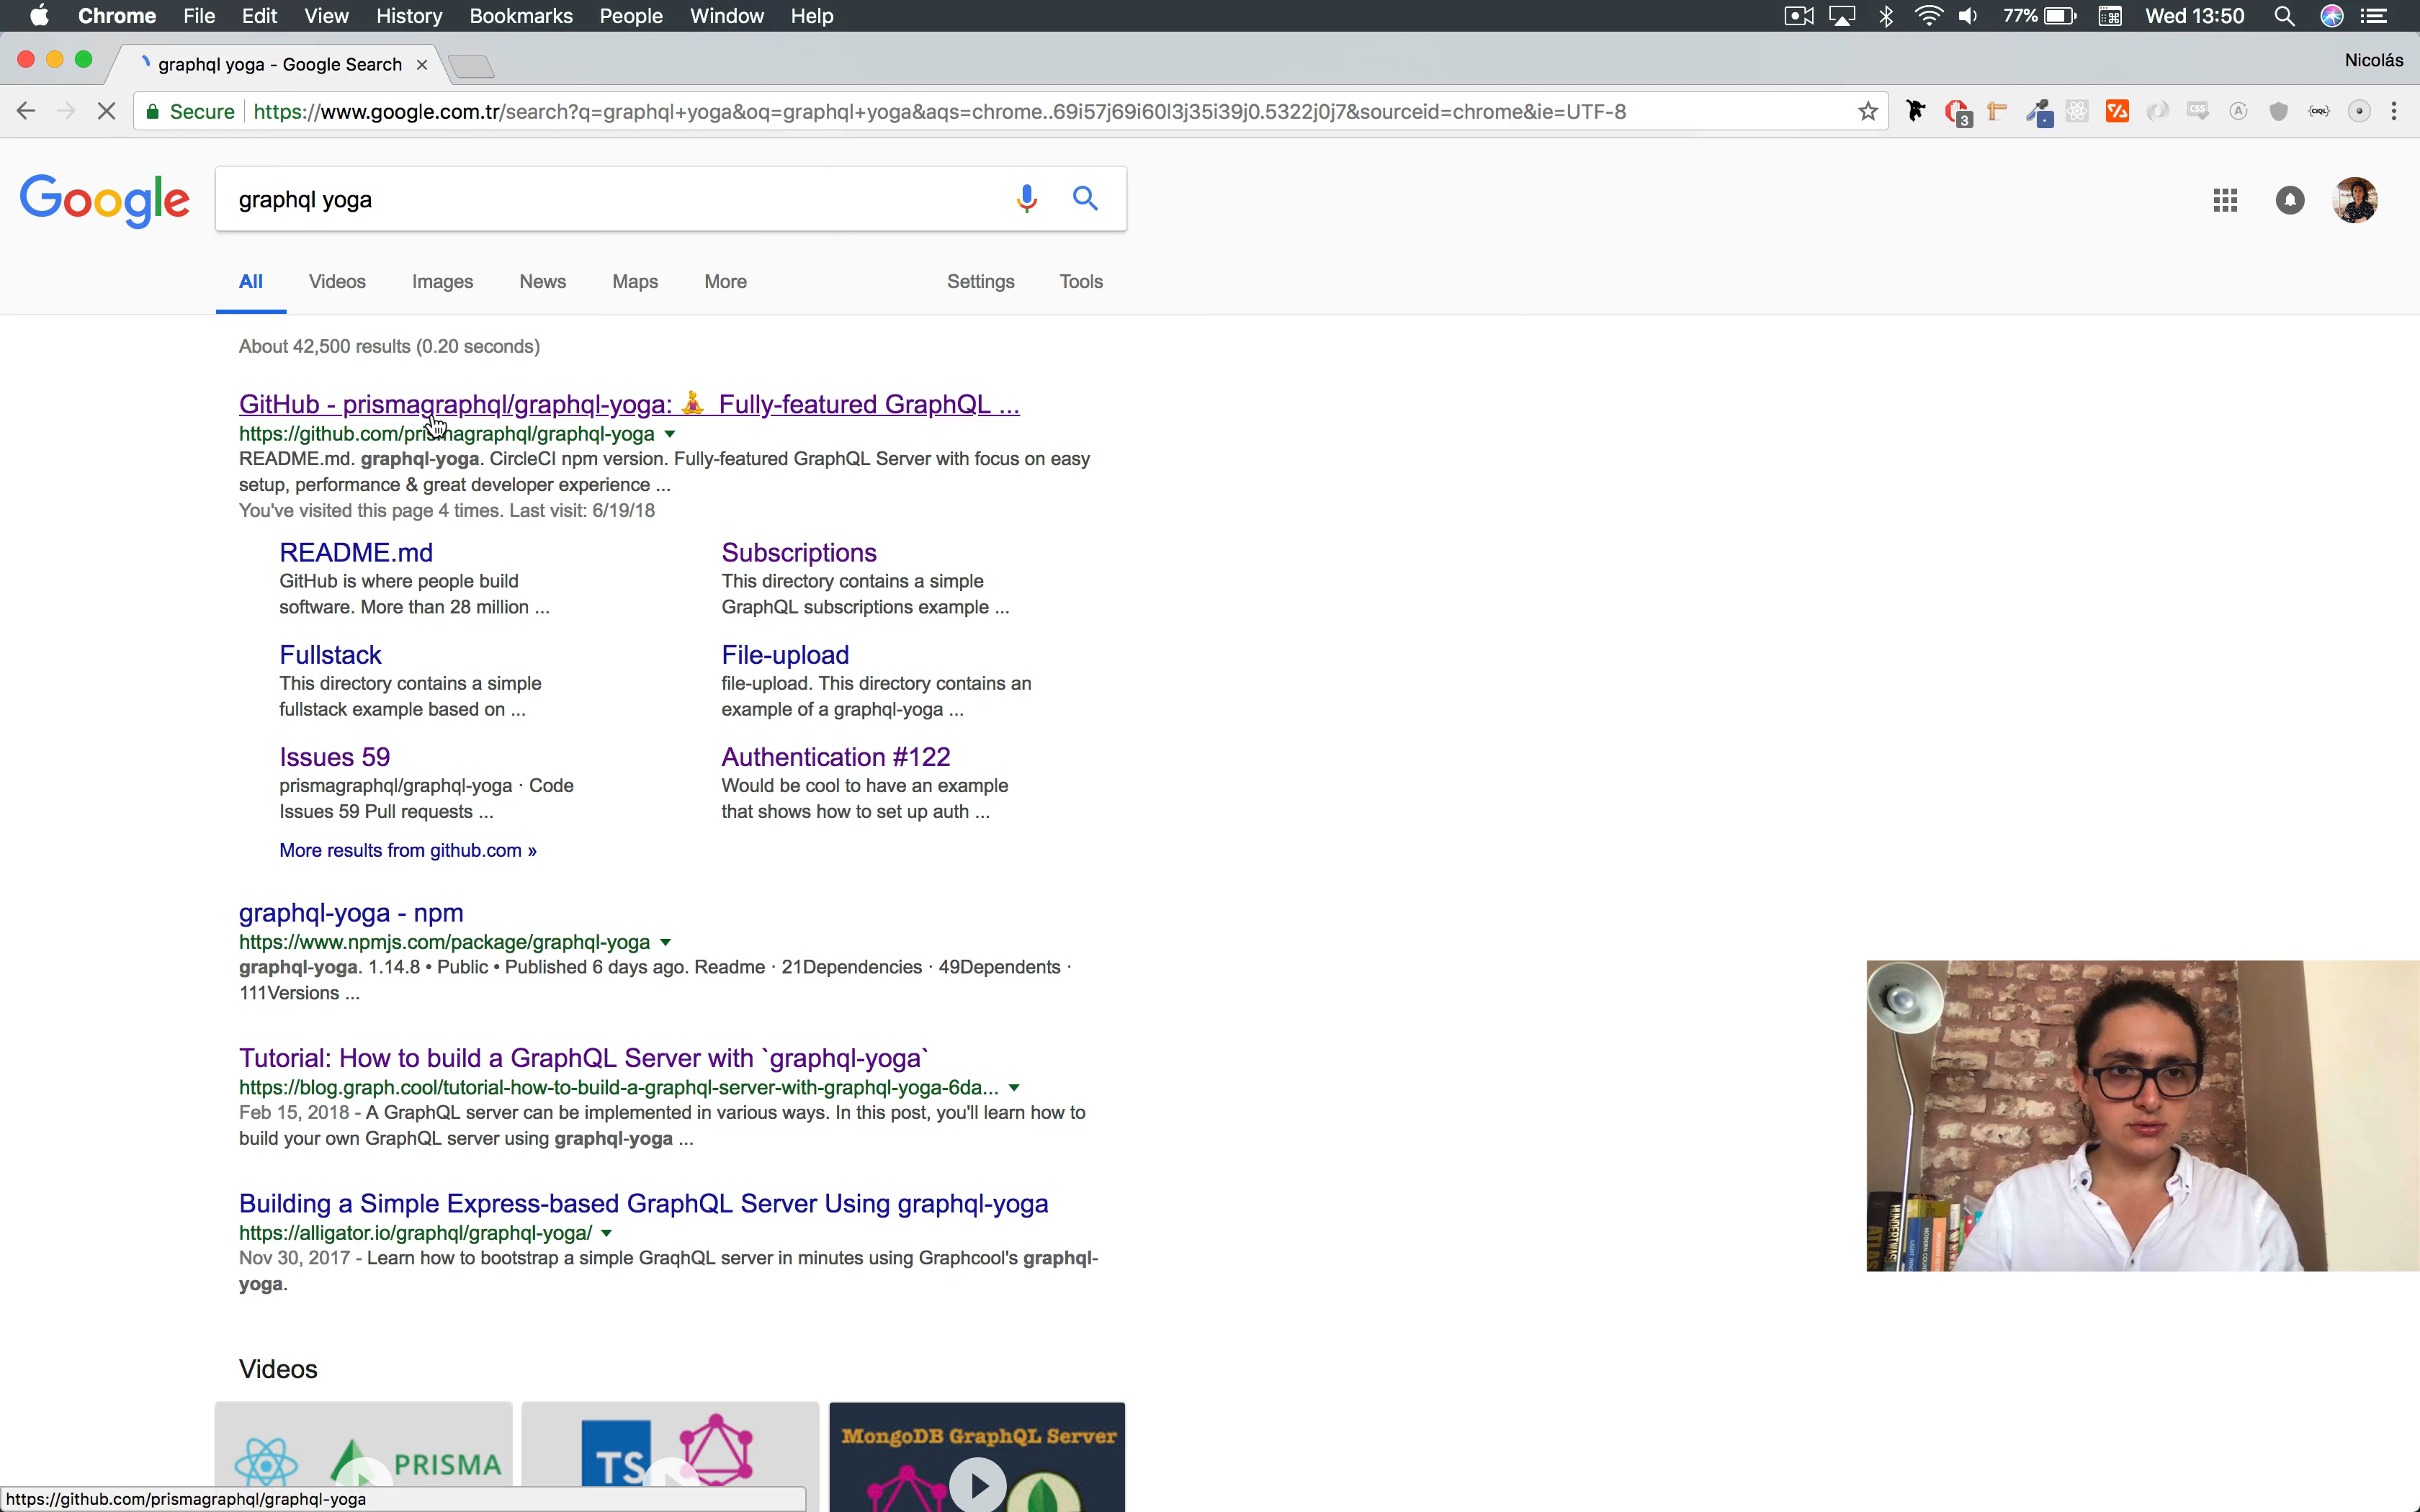 Chrome File Edit View History Bookmarks People Window Help 77% Wed 13:50
graphql yoga - Google Search Nicolás
Secure https://www.google.com.tr/search?q=graphql+yoga&oq=graphql+yoga&aqs=chrome..69i57j69i60l3j35i39j0.5322j0j7&sourceid=chrome&ie=UTF-8
3
CSS
A
{CIQL}
Google
graphql yoga
All Videos Images News Maps More Settings Tools
About 42,500 results (0.20 seconds)
GitHub - prismagraphql/graphql-yoga: 🧘 Fully-featured GraphQL ...
https://github.com/prismagraphql/graphql-yoga
README.md. graphql-yoga. CircleCI npm version. Fully-featured GraphQL Server with focus on easy
setup, performance & great developer experience ...
You've visited this page 4 times. Last visit: 6/19/18
README.md
GitHub is where people build
software. More than 28 million ...
Subscriptions
This directory contains a simple
GraphQL subscriptions example ...
Fullstack
This directory contains a simple
fullstack example based on ...
File-upload
file-upload. This directory contains an
example of a graphql-yoga ...
Issues 59
prismagraphql/graphql-yoga · Code
Issues 59 Pull requests ...
Authentication #122
Would be cool to have an example
that shows how to set up auth ...
More results from github.com »
graphql-yoga - npm
https://www.npmjs.com/package/graphql-yoga
graphql-yoga. 1.14.8 • Public • Published 6 days ago. Readme · 21Dependencies · 49Dependents ·
111Versions ...
Tutorial: How to build a GraphQL Server with `graphql-yoga`
https://blog.graph.cool/tutorial-how-to-build-a-graphql-server-with-graphql-yoga-6da...
Feb 15, 2018 - A GraphQL server can be implemented in various ways. In this post, you'll learn how to
build your own GraphQL server using graphql-yoga ...
Building a Simple Express-based GraphQL Server Using graphql-yoga
https://alligator.io/graphql/graphql-yoga/
Nov 30, 2017 - Learn how to bootstrap a simple GraqhQL server in minutes using Graphcool's graphql-
yoga.
Videos
PRISMA
TS
MongoDB GraphQL Server
https://github.com/prismagraphql/graphql-yoga